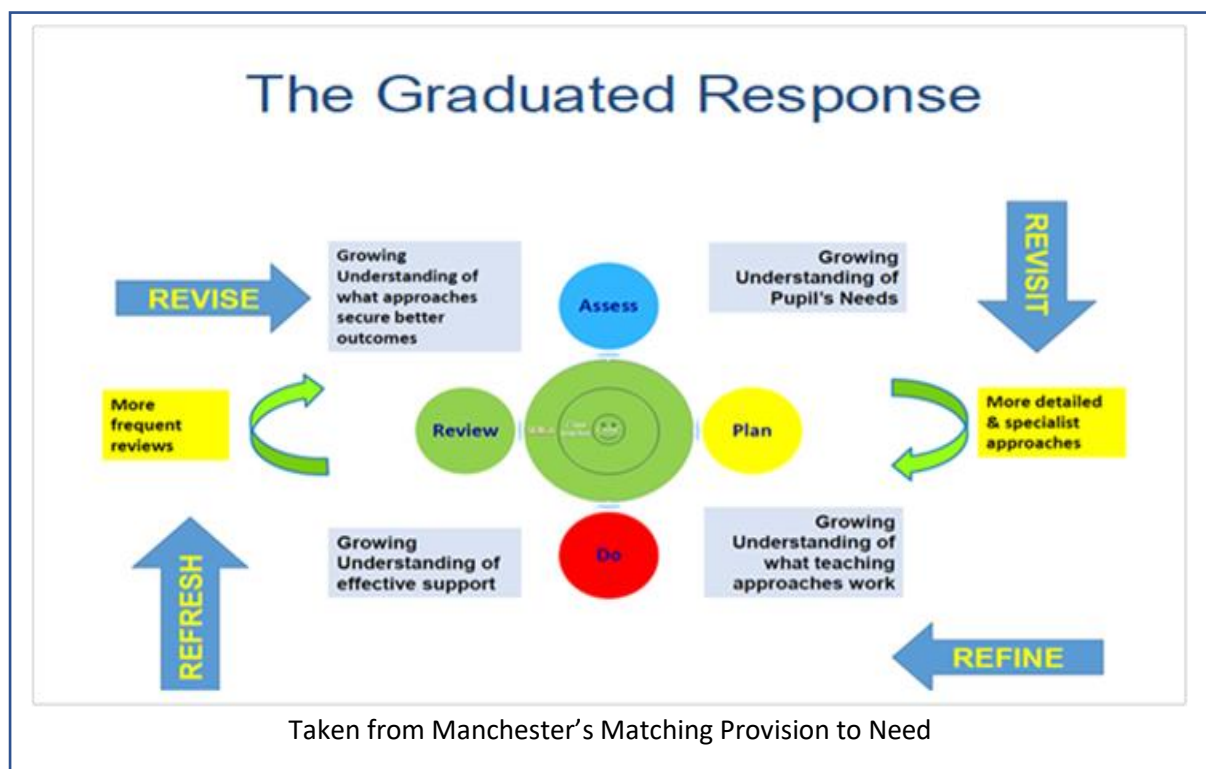 The Graduated Response
REVISE
Growing
Understanding of
what approaches
secure better
outcomes
Assess
Growing
Understanding of
Pupil's Needs
REVISIT
More
frequent
reviews
Review
Plan
More detailed
& specialist
approaches
REFRESH
Growing
Understanding of
effective support
Do
Growing
Understanding of
what teaching
approaches work
REFINE
Taken from Manchester’s Matching Provision to Need